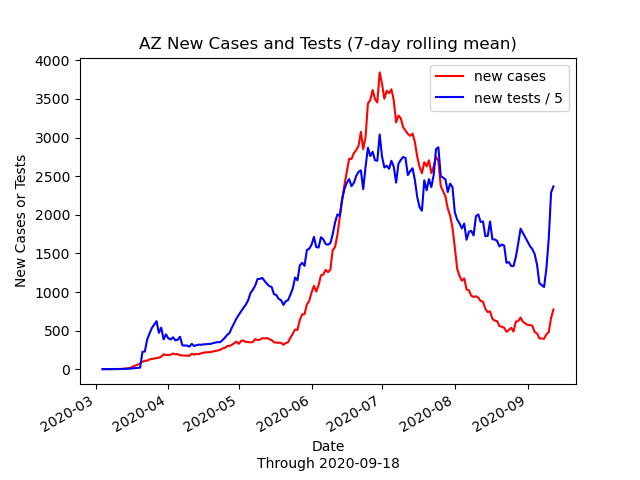 AZ New Cases and Tests (7-day rolling mean)
new cases
new tests / 5
New Cases or Tests
4000
3500
3000
2500
2000
1500
1000
500
0
2020-03
2020-04
2020-05
2020-06
2020-07
2020-08
2020-09
Date
Through 2020-09-18